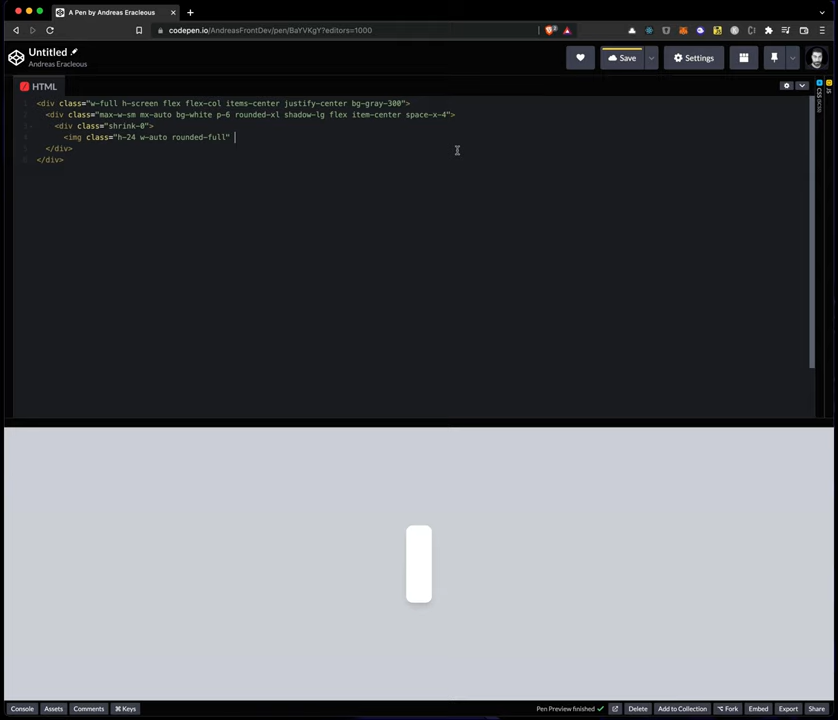 A Pen by Andreas Eracleous
codepen.io/AndreasFrontDev/pen/BaYVKgY?editors=1000
Untitled
Andreas Eracleous
Save
Settings
HTML
<div class="w-full h-screen flex flex-col items-center justify-center bg-gray-300">
<div class="max-w-sm mx-auto bg-white p-6 rounded-xl shadow-lg flex item-center space-x-4">
<div class="shrink-0">
<img class="h-24 w-auto rounded-full"
</div>
</div>
JS
CSS (SCSS)
Console
Assets
Comments
⌘ Keys
Pen Preview finished
Delete
Add to Collection
Fork
Embed
Export
Share